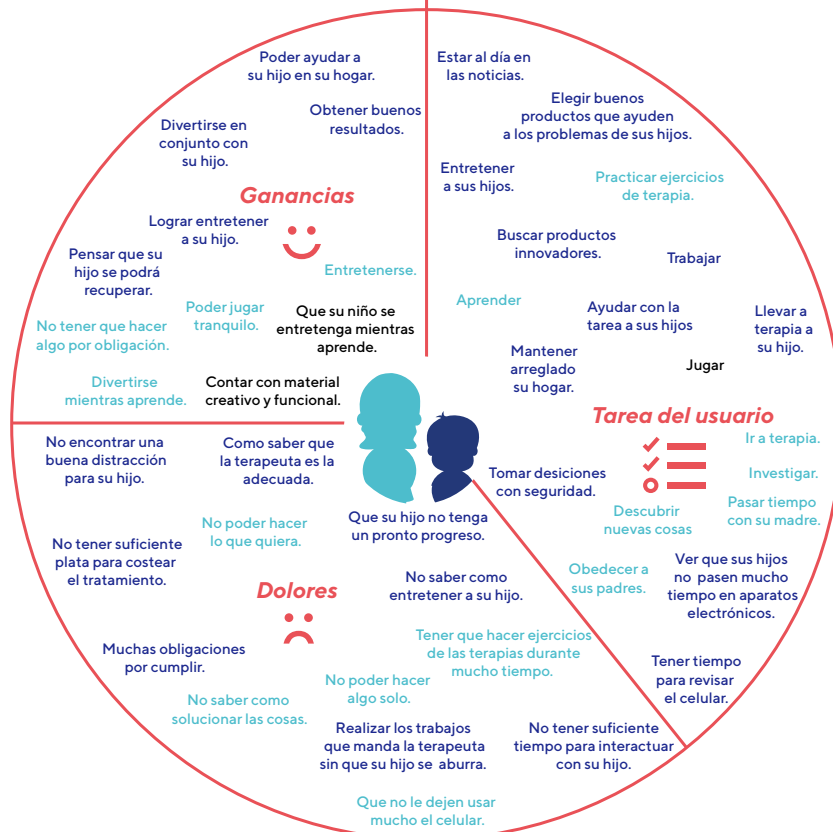 Poder ayudar a
su hijo en su hogar.
Obtener buenos
resultados.
Divertirse en
conjunto con
su hijo.
Ganancias
Lograr entretener
a su hijo.
Pensar que su
hijo se podrá
recuperar.
Entretenerse.
Poder jugar
tranquilo.
Que su niño se
entretenga mientras
aprende.
No tener que hacer
algo por obligación.
Divertirse
mientras aprende.
Contar con material
creativo y funcional.
Estar al día en
las noticias.
Elegir buenos
productos que ayuden
a los problemas de sus hijos.
Entretener
a sus hijos.
Practicar ejercicios
de terapia.
Buscar productos
innovadores.
Trabajar
Aprender
Ayudar con la
tarea a sus hijos
Llevar a
terapia a
su hijo.
Mantener
arreglado
su hogar.
Jugar
Tarea del usuario
Ir a terapia.
Investigar.
Tomar desiciones
con seguridad.
Pasar tiempo
con su madre.
Descubrir
nuevas cosas
Obedecer a
sus padres.
Ver que sus hijos
no pasen mucho
tiempo en aparatos
electrónicos.
Tener tiempo
para revisar
el celular.
No encontrar una
buena distracción
para su hijo.
Como saber que
la terapeuta es la
adecuada.
No poder hacer
lo que quiera.
Que su hijo no tenga
un pronto progreso.
No tener suficiente
plata para costear
el tratamiento.
Dolores
No saber como
entretener a su hijo.
Muchas obligaciones
por cumplir.
Tener que hacer ejercicios
de las terapias durante
mucho tiempo.
No poder hacer
algo solo.
No saber como
solucionar las cosas.
Realizar los trabajos
que manda la terapeuta
sin que su hijo se aburra.
No tener suficiente
tiempo para interactuar
con su hijo.
Que no le dejen usar
mucho el celular.